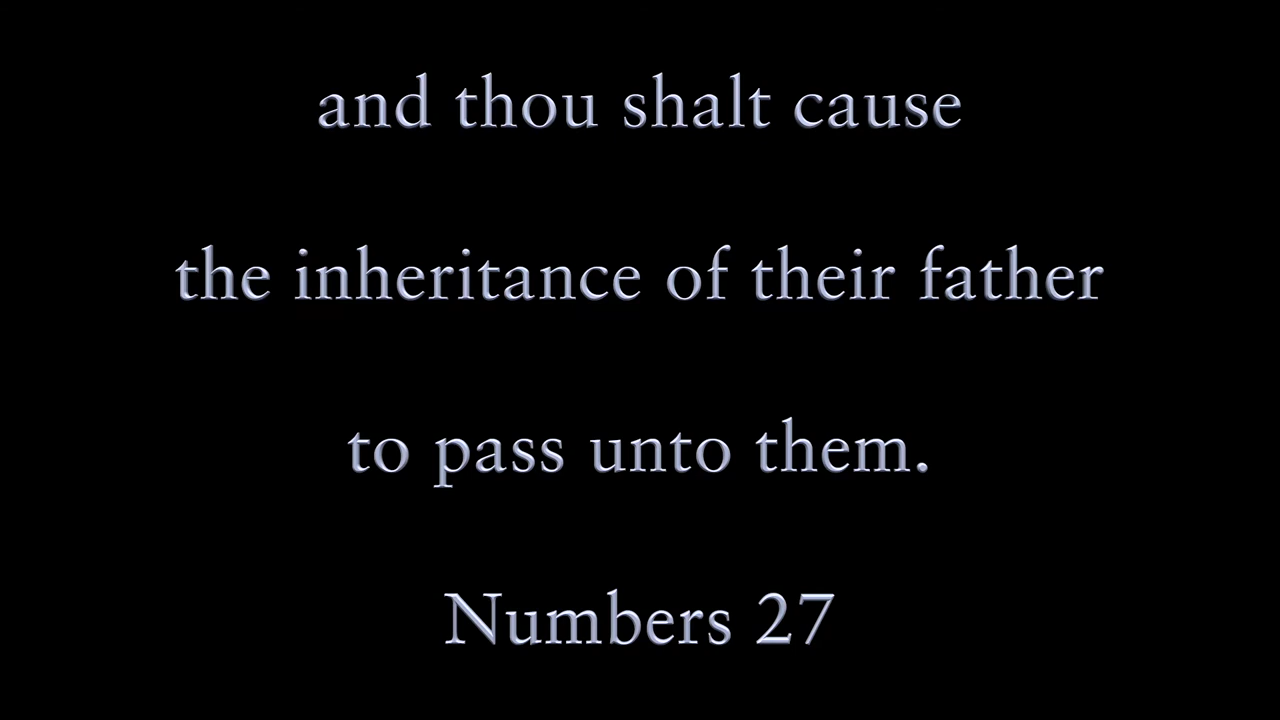 and thou shalt cause
the inheritance of their father
to pass unto them.
Numbers 27